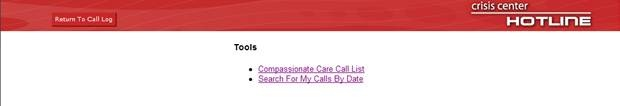 crisis center
Return To Call Log
HOTLINE
Tools
Compassionate Care Call List
Search For My Calls By Date